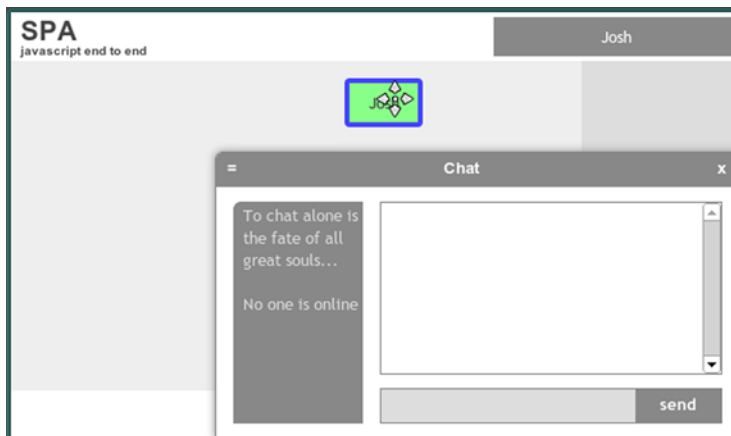 SPA
javascript end to end
Josh
Josh
= Chat x
To chat alone is
the fate of all
great souls...
No one is online
send